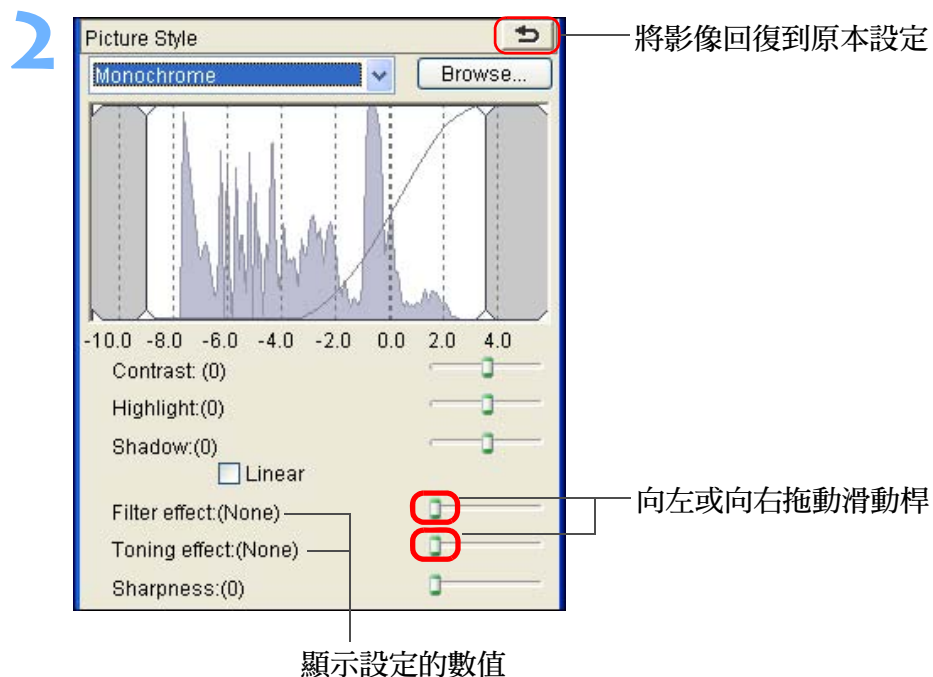 2
Picture Style
將影像回復到原本設定
Monochrome
Browse...
-10.0 -8.0 -6.0 -4.0 -2.0 0.0 2.0 4.0
Contrast: (0)
Highlight:(0)
Shadow:(0)
Linear
Filter effect:(None)
向左或向右拖動滑動桿
Toning effect:(None)
Sharpness:(0)
顯示設定的數值